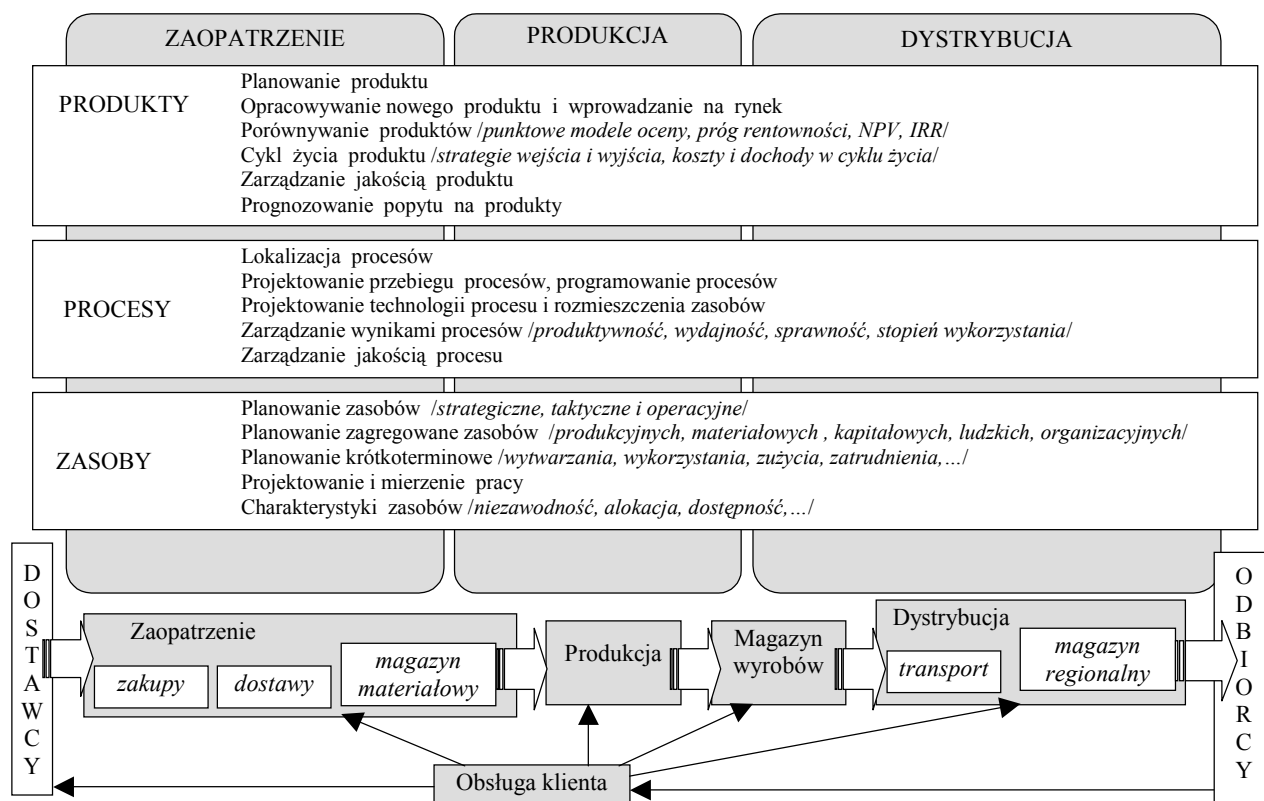 ZAOPATRZENIE
PRODUKCJA
DYSTRYBUCJA
PRODUKTY
Planowanie produktu
Opracowywanie nowego produktu i wprowadzanie na rynek
Porównywanie produktów /punktowe modele oceny, próg rentowności, NPV, IRR/
Cykl życia produktu /strategie wejścia i wyjścia, koszty i dochody w cyklu życia/
Zarządzanie jakością produktu
Prognozowanie popytu na produkty
PROCESY
Lokalizacja procesów
Projektowanie przebiegu procesów, programowanie procesów
Projektowanie technologii procesu i rozmieszczenia zasobów
Zarządzanie wynikami procesów /produktywność, wydajność, sprawność, stopień wykorzystania/
Zarządzanie jakością procesu
ZASOBY
Planowanie zasobów /strategiczne, taktyczne i operacyjne/
Planowanie zagregowane zasobów /produkcyjnych, materiałowych , kapitałowych, ludzkich, organizacyjnych/
Planowanie krótkoterminowe /wytwarzania, wykorzystania, zużycia, zatrudnienia,…/
Projektowanie i mierzenie pracy
Charakterystyki zasobów /niezawodność, alokacja, dostępność,…/
DOSTAWCY
Zaopatrzenie
zakupy
dostawy
magazyn
materiałowy
Produkcja
Magazyn
wyrobów
Dystrybucja
transport
magazyn
regionalny
ODBIORCY
Obsługa klienta